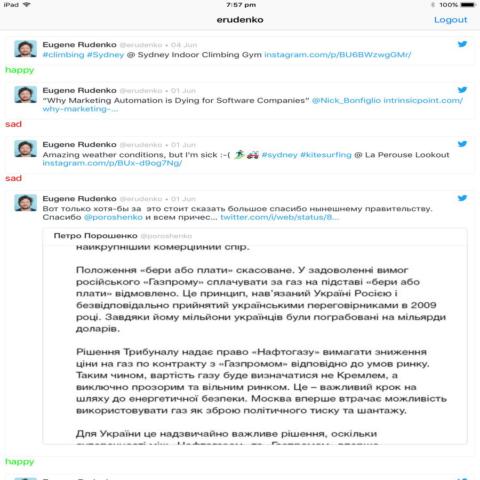 iPad 7:57 pm 100%
erudenko Logout
Eugene Rudenko @erudenko • 04 Jun
#climbing #Sydney @ Sydney Indoor Climbing Gym instagram.com/p/BU6BWzwgGMr/
happy
Eugene Rudenko @erudenko • 01 Jun
"Why Marketing Automation is Dying for Software Companies" @Nick_Bonfiglio intrinsicpoint.com/
why-marketing-...
sad
Eugene Rudenko @erudenko • 01 Jun
Amazing weather conditions, but I'm sick :-( #sydney #kitesurfing @ La Perouse Lookout
instagram.com/p/BUx-d9og7Ng/
sad
Eugene Rudenko @erudenko • 01 Jun
Вот только хотя-бы за это стоит сказать большое спасибо нынешнему правительству.
Спасибо @poroshenko и всем причес... twitter.com/i/web/status/8...
Петро Порошенко @poroshenko
найкрупніший комерційний спір.
Положення «бери або плати» скасоване. У задоволенні вимог
російського «Газпрому» сплачувати за газ на підставі «бери або
плати» відмовлено. Це принцип, нав'язаний Україні Росією і
безвідповідально прийнятий українськими переговірниками в 2009
році. Завдяки йому мільйони українців були пограбовані на мільярди
доларів.
Рішення Трибуналу надає право «Нафтогазу» вимагати зниження
ціни на газ по контракту з «Газпромом» відповідно до умов ринку.
Таким чином, вартість газу буде визначатися не Кремлем, а
виключно прозорим та вільним ринком. Це – важливий крок на
шляху до енергетичної безпеки. Москва вперше втрачає можливість
використовувати газ як зброю політичного тиску та шантажу.
Для України це надзвичайно важливе рішення, оскільки
happy
Eugene Rudenko